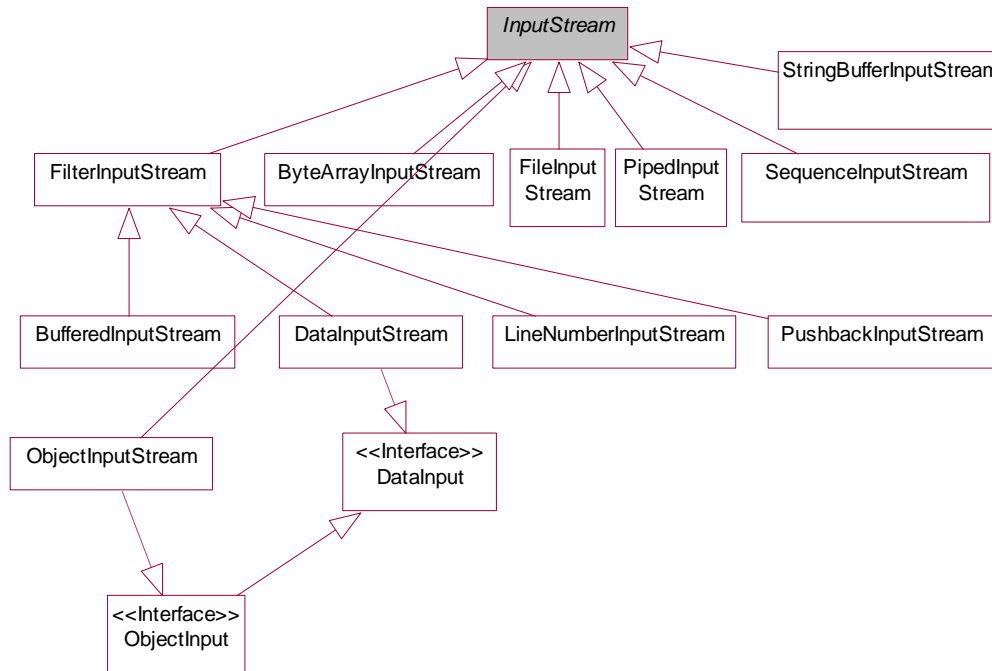 InputStream
StringBufferInputStream
FilterInputStream
ByteArrayInputStream
FileInput
Stream
PipedInput
Stream
SequenceInputStream
BufferedInputStream
DataInputStream
LineNumberInputStream
PushbackInputStream
ObjectInputStream
<<Interface>>
DataInput
<<Interface>>
ObjectInput